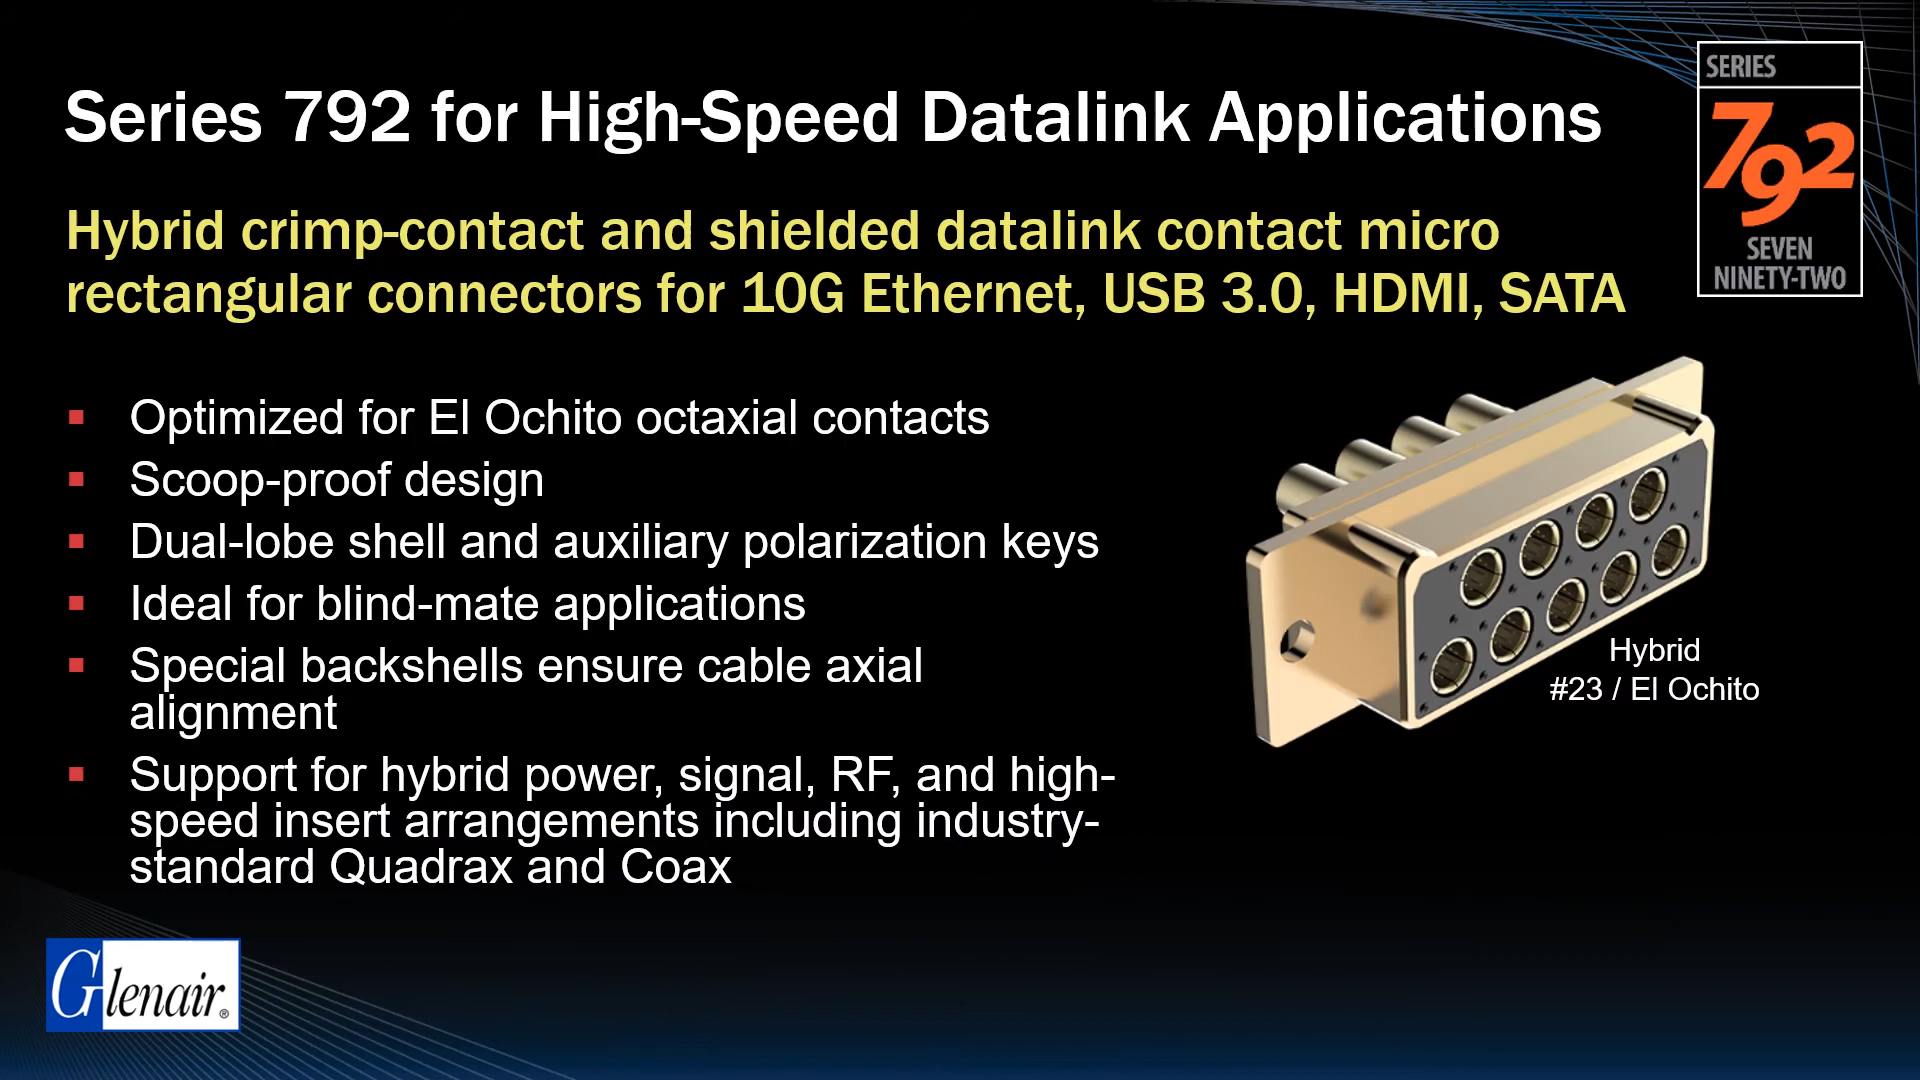 Series 792 for High-Speed Datalink Applications
SERIES
792
SEVEN
NINETY-TWO
Hybrid crimp-contact and shielded datalink contact micro
rectangular connectors for 10G Ethernet, USB 3.0, HDMI, SATA
Optimized for El Ochito octaxial contacts
Scoop-proof design
Dual-lobe shell and auxiliary polarization keys
Ideal for blind-mate applications
Special backshells ensure cable axial
alignment
Support for hybrid power, signal, RF, and high-
speed insert arrangements including industry-
standard Quadrax and Coax
Hybrid
#23 / El Ochito
Glenair®